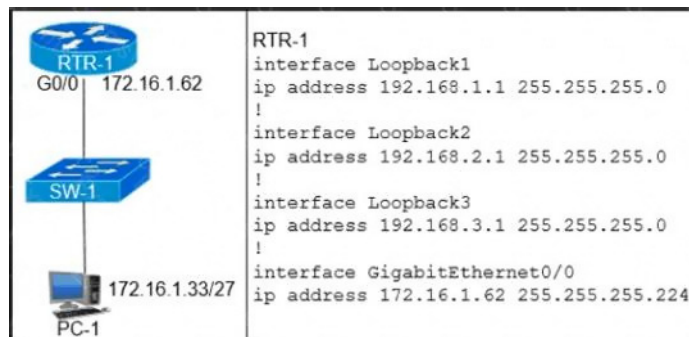 RTR-1
G0/0 172.16.1.62
SW-1
172.16.1.33/27
PC-1
RTR-1
interface Loopback1
ip address 192.168.1.1 255.255.255.0
!
interface Loopback2
ip address 192.168.2.1 255.255.255.0
!
interface Loopback3
ip address 192.168.3.1 255.255.255.0
!
interface GigabitEthernet0/0
ip address 172.16.1.62 255.255.255.224